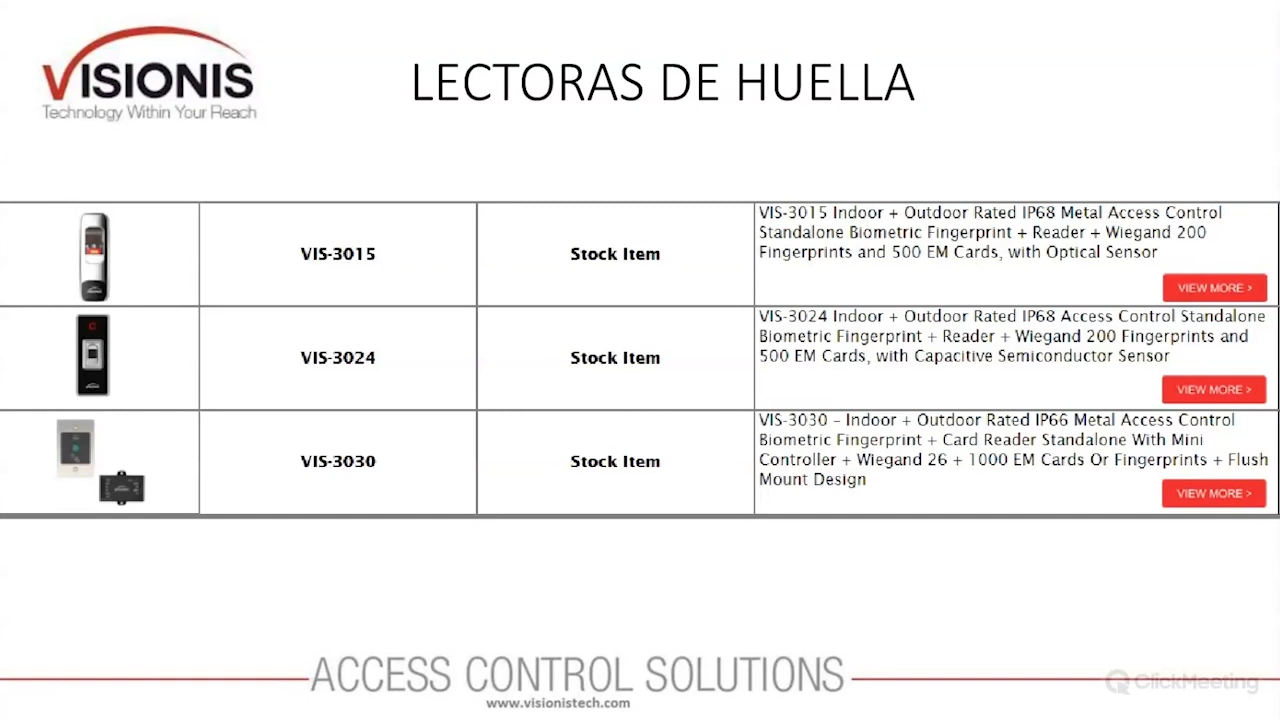 VISIONIS
Technology Within Your Reach
LECTORAS DE HUELLA
VIS-3015
Stock Item
VIS-3015 Indoor + Outdoor Rated IP68 Metal Access Control
Standalone Biometric Fingerprint + Reader + Wiegand 200
Fingerprints and 500 EM Cards, with Optical Sensor
VIEW MORE >
VIS-3024
Stock Item
VIS-3024 Indoor + Outdoor Rated IP68 Access Control Standalone
Biometric Fingerprint + Reader + Wiegand 200 Fingerprints and
500 EM Cards, with Capacitive Semiconductor Sensor
VIEW MORE >
VIS-3030
Stock Item
VIS-3030 – Indoor + Outdoor Rated IP66 Metal Access Control
Biometric Fingerprint + Card Reader Standalone With Mini
Controller + Wiegand 26 + 1000 EM Cards Or Fingerprints + Flush
Mount Design
VIEW MORE >
ACCESS CONTROL SOLUTIONS
www.visionistech.com
ClickMeeting